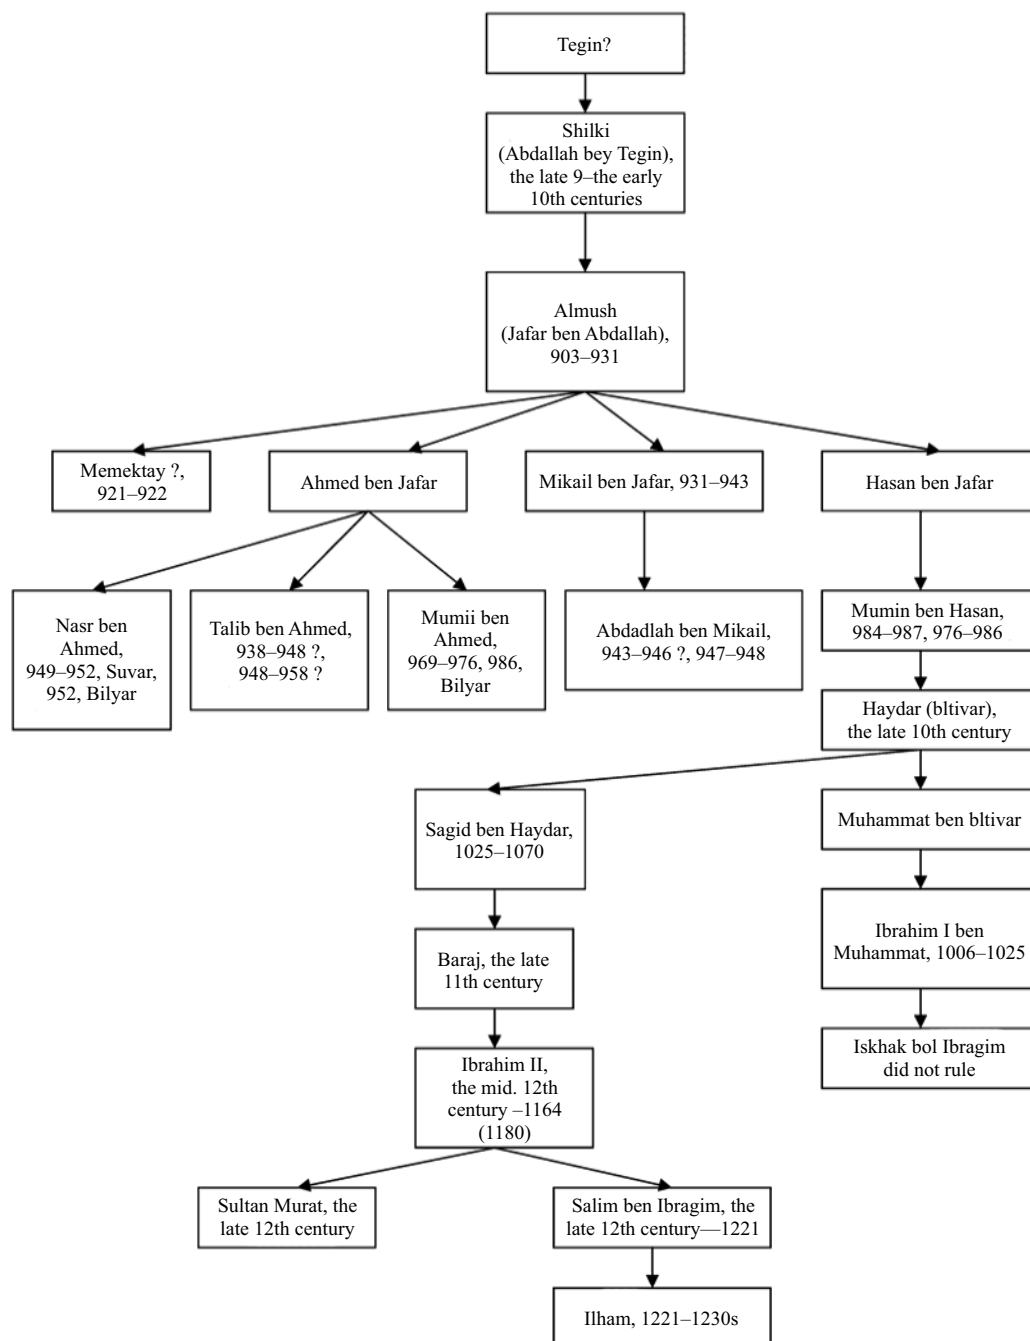 Tegin?
Shilki
(Abdallah bey Tegin),
the late 9–the early
10th centuries
Almush
(Jafar ben Abdallah),
903–931
Memektay ?,
921–922
Ahmed ben Jafar
Mikail ben Jafar, 931–943
Hasan ben Jafar
Nasr ben
Ahmed,
949–952, Suvar,
952, Bilyar
Talib ben Ahmed,
938–948 ?,
948–958 ?
Mumii ben
Ahmed,
969–976, 986,
Bilyar
Abdadlah ben Mikail,
943–946 ?, 947–948
Mumin ben Hasan,
984–987, 976–986
Haydar (bltivar),
the late 10th century
Sagid ben Haydar,
1025–1070
Muhammat ben bltivar
Ibrahim I ben
Muhammat, 1006–1025
Baraj, the late
11th century
Iskhak bol Ibragim
did not rule
Ibrahim II,
the mid. 12th
century –1164
(1180)
Sultan Murat, the
late 12th century
Salim ben Ibragim, the
late 12th century—1221
Ilham, 1221–1230s